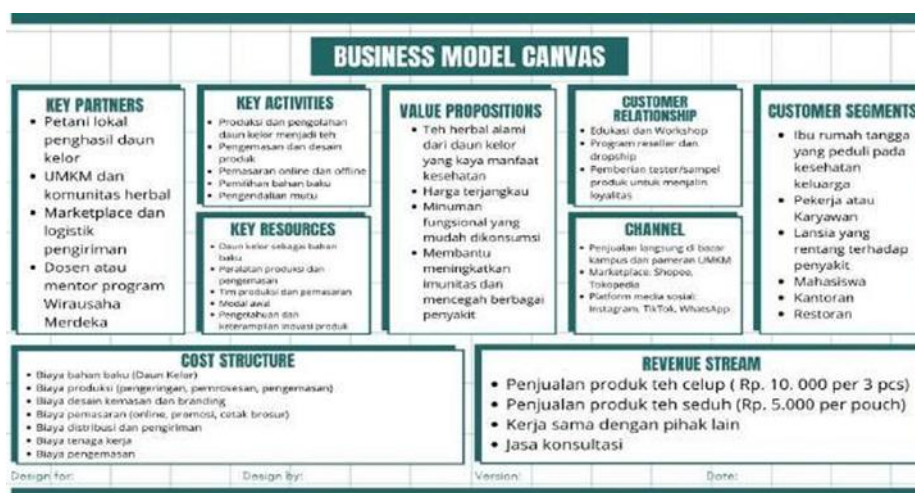 BUSINESS MODEL CANVAS
KEY PARTNERS
• Petani lokal
penghasil daun
kelor
• UMKM dan
komunitas herbal
• Marketplace dan
logistik
pengiriman
• Dosen atau
mentor program
Wirausaha
Merdeka
KEY ACTIVITIES
• Produksi dan pengolahan
daun kelor menjadi teh
• Pengemasan dan desain
produk
• Pemasaran online dan offline
• Pemilihan bahan baku
• Pengendalian mutu
KEY RESOURCES
• Daun kelor sebagai bahan
baku
• Peralatan produksi dan
pengemasan
• Tim produksi dan pemasaran
• Modal awal
• Pengetahuan dan
keterampilan inovasi produk
VALUE PROPOSITIONS
• Teh herbal alami
dari daun kelor
yang kaya manfaat
kesehatan
• Harga terjangkau
• Minuman
fungsional yang
mudah dikonsumsi
• Membantu
meningkatkan
imunitas dan
mencegah berbagai
penyakit
CUSTOMER
RELATIONSHIP
• Edukasi dan Workshop
• Program reseller dan
dropship
• Pemberian tester/sampel
produk untuk menjalin
loyalitas
CHANNEL
• Penjualan langsung di bazar
kampus dan pameran UMKM
• Marketplace: Shopee,
Tokopedia
• Platform media sosial:
Instagram, TikTok, WhatsApp
CUSTOMER SEGMENTS
• Ibu rumah tangga
yang peduli pada
kesehatan
keluarga
• Pekerja atau
Karyawan
• Lansia yang
rentang terhadap
penyakit
• Mahasiswa
• Kantoran
• Restoran
COST STRUCTURE
• Biaya bahan baku (Daun Kelor)
• Biaya produksi (pengeringan, pemrosesan, pengemasan)
• Biaya desain kemasan dan branding
• Biaya pemasaran (online, promosi, cetak brosur)
• Biaya distribusi dan pengiriman
• Biaya tenaga kerja
• Biaya pengemasan
REVENUE STREAM
• Penjualan produk teh celup ( Rp. 10. 000 per 3 pcs)
• Penjualan produk teh seduh (Rp. 5.000 per pouch)
• Kerja sama dengan pihak lain
• Jasa konsultasi
Design for: Design by: Version: Date: